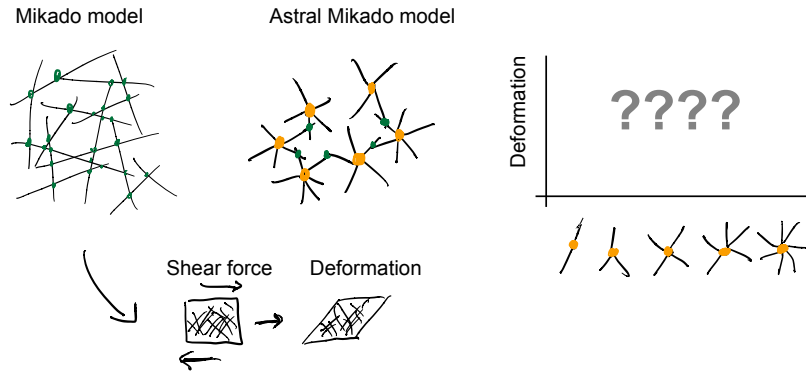 Mikado model
Astral Mikado model
Deformation
????
Shear force
Deformation